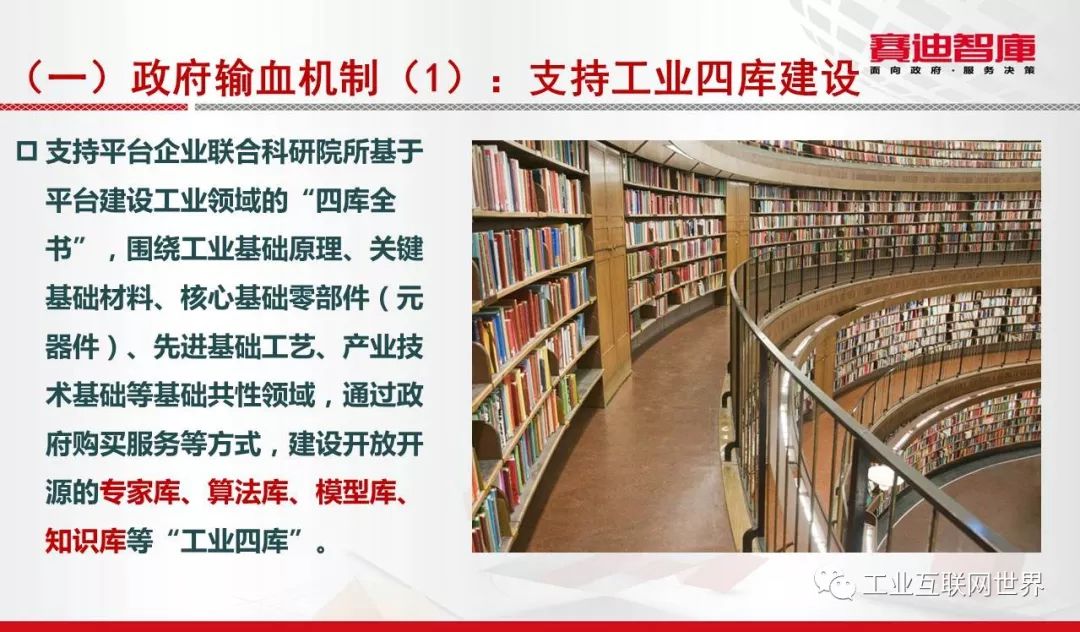 （一）政府输血机制（1）：支持工业四库建设
赛迪智庫
面向政府·服务决策
支持平台企业联合科研院所基于
平台建设工业领域的“四库全
书”，围绕工业基础原理、关键
基础材料、核心基础零部件（元
器件）、先进基础工艺、产业技
术基础等基础共性领域，通过政
府购买服务等方式，建设开放开
源的专家库、算法库、模型库、
知识库等“工业四库”。
工业互联网世界